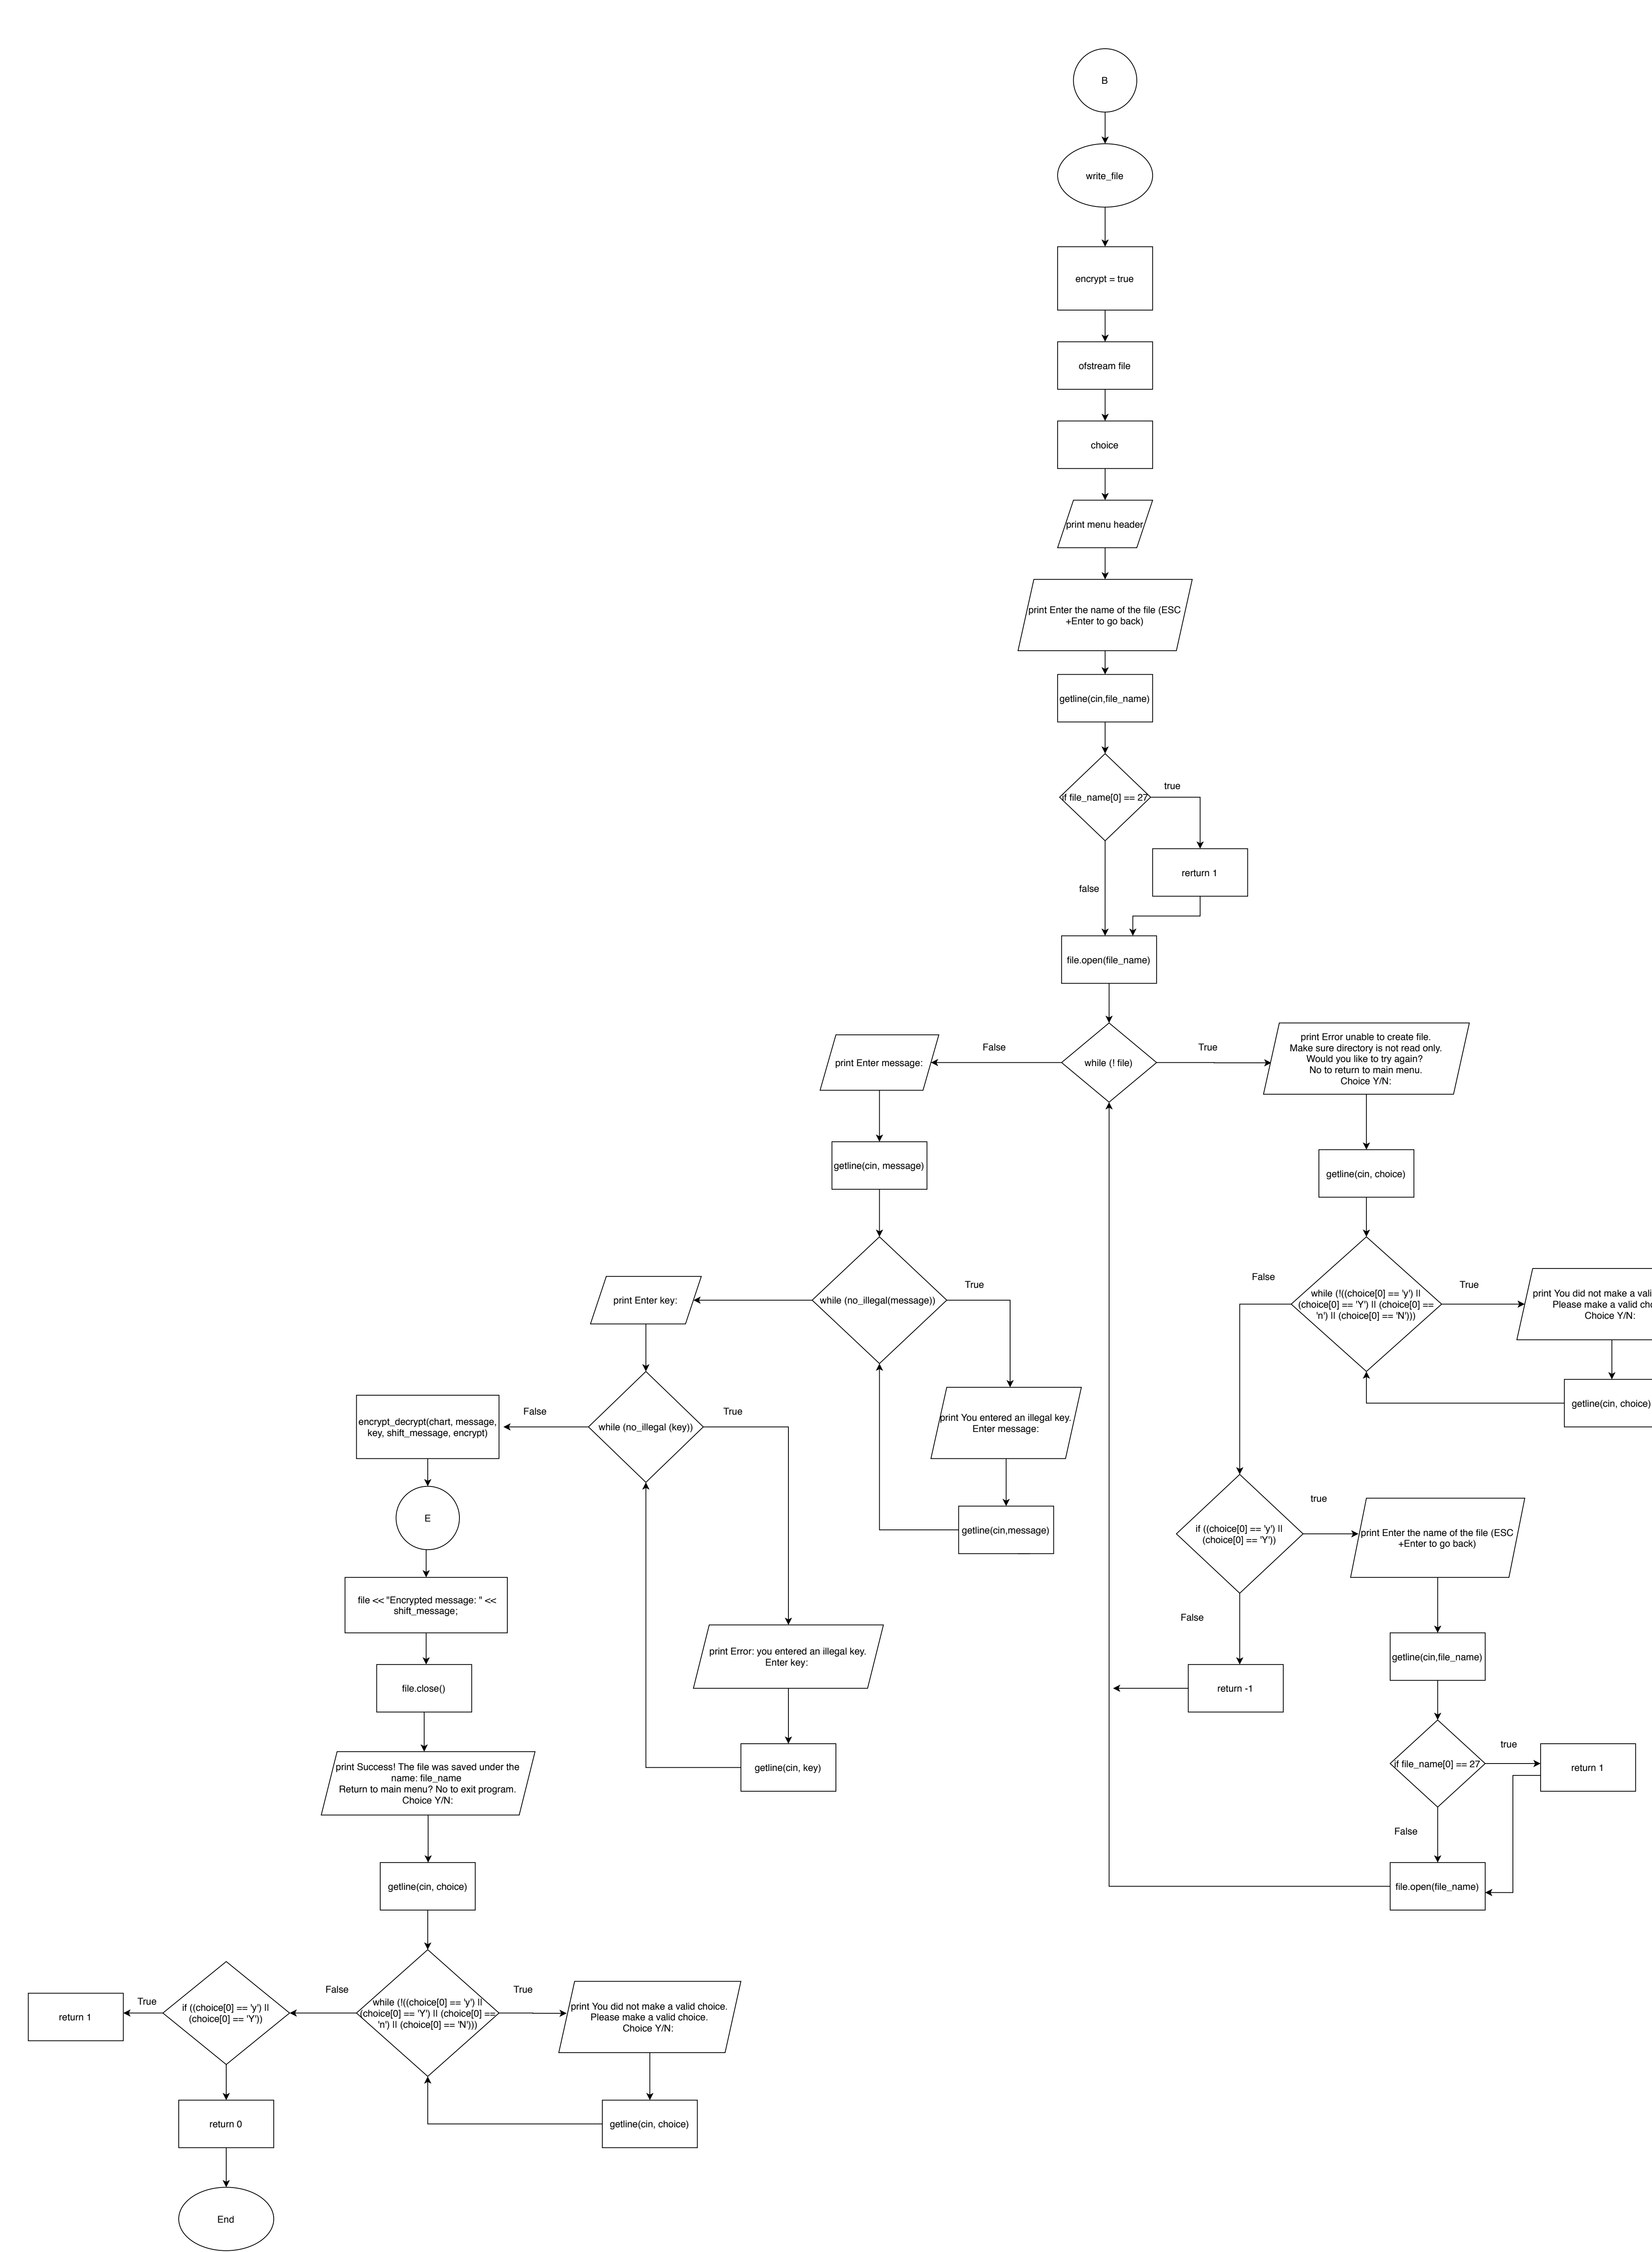 B
write_file
encrypt = true
ofstream file
choice
print menu header
print Enter the name of the file (ESC
+Enter to go back)
getline(cin,file_name)
if file_name[0] == 27
true
rerturn 1
false
file.open(file_name)
while (! file)
False
True
print Enter message:
print Error unable to create file.
Make sure directory is not read only.
Would you like to try again?
No to return to main menu.
Choice Y/N:
getline(cin, message)
getline(cin, choice)
while (no_illegal(message))
True
print Enter key:
False
while (!((choice[0] == 'y') ||
(choice[0] == 'Y') || (choice[0] ==
'n') || (choice[0] == 'N')))
True
print You did not make a
Please make a valid
Choice Y/N:
getline(cin, choice)
print You entered an illegal key.
Enter message:
getline(cin,message)
encrypt_decrypt(chart, message,
key, shift_message, encrypt)
False
while (no_illegal (key))
True
E
if ((choice[0] == 'y') ||
(choice[0] == 'Y'))
true
print Enter the name of the file (ESC
+Enter to go back)
False
return -1
getline(cin,file_name)
file << "Encrypted message: " <<
shift_message;
print Error: you entered an illegal key.
Enter key:
file.close()
getline(cin, key)
if file_name[0] == 27
true
return 1
False
file.open(file_name)
print Success! The file was saved under the
name: file_name
Return to main menu? No to exit program.
Choice Y/N:
getline(cin, choice)
return 1
True
if ((choice[0] == 'y') ||
(choice[0] == 'Y'))
False
while (!((choice[0] == 'y') ||
(choice[0] == 'Y') || (choice[0] ==
'n') || (choice[0] == 'N')))
True
print You did not make a valid choice.
Please make a valid choice.
Choice Y/N:
getline(cin, choice)
return 0
End